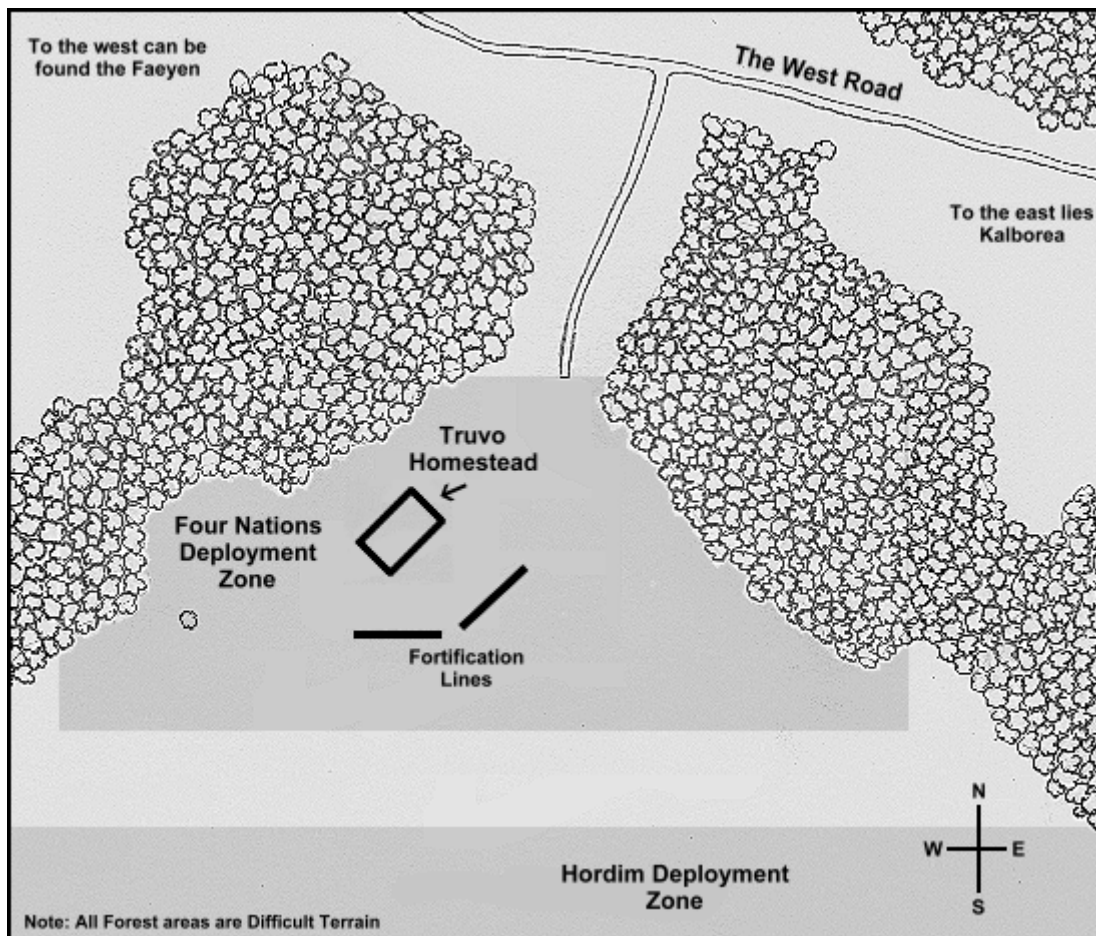 To the west can be
found the Faeyen
The West Road
To the east lies
Kalborea
Truvo
Homestead
Four Nations
Deployment
Zone
Fortification
Lines
N
W E
S
Hordim Deployment
Zone
Note: All Forest areas are Difficult Terrain